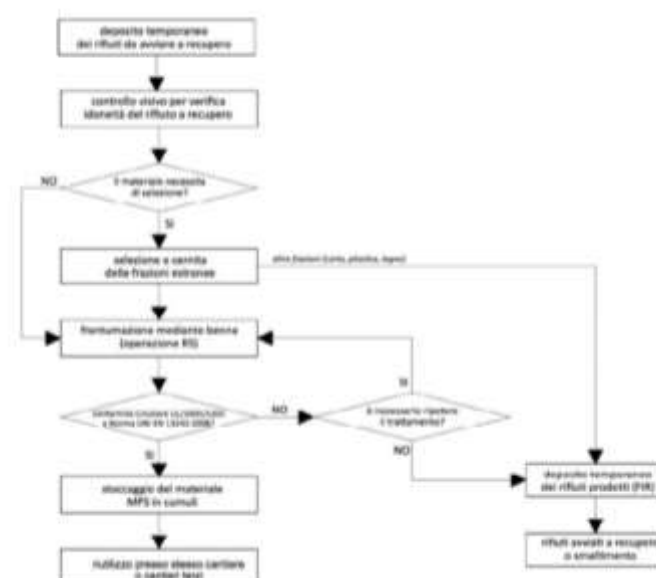 deposito temporaneo
dei rifiuti da avviare a recupero
controllo visivo per verifica
idoneità del rifiuto a recupero
NO
il materiale necessita
di selezione?
SI
selezione e cernita
delle frazioni estranee
altre frazioni (carta, plastica, legno)
frantumazione mediante benna
(operazione R5)
SI
NO
è necessario ripetere
il trattamento?
SI
NO
stoccaggio del materiale
MPS in cumuli
deposito temporaneo
dei rifiuti prodotti (FIR)
riutilizzo presso stesso cantiere
o cantieri terzi
rifiuti avviati a recupero
o smaltimento